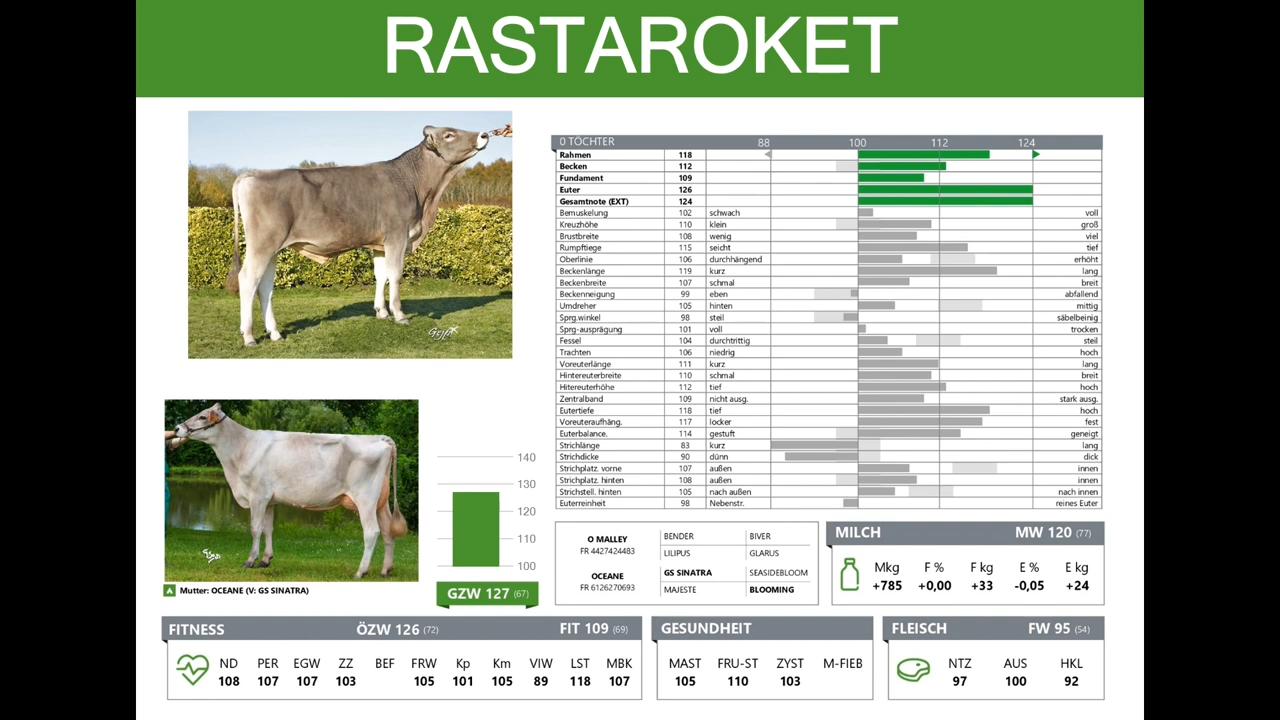 RASTAROKET
0 TÖCHTER 88 100 112 124
Rahmen 118
Becken 112
Fundament 109
Euter 126
Gesamtnote (EXT) 124
Bemuskelung 102 schwach voll
Kreuzhöhe 110 klein groß
Brustbreite 108 wenig viel
Rumpftiege 115 seicht tief
Oberlinie 106 durchhängend erhöht
Beckenlänge 119 kurz lang
Beckenbreite 107 schmal breit
Beckenneigung 99 eben abfallend
Umdreher 105 hinten mittig
Sprg.winkel 98 steil säbelbeinig
Sprg-ausprägung 101 voll trocken
Fessel 104 durchtrittig steil
Trachten 106 niedrig hoch
Voreuterlänge 111 kurz lang
Hintereuterbreite 110 schmal breit
Hitereuterhöhe 112 tief hoch
Zentralband 109 nicht ausg. stark ausg.
Eutertiefe 118 tief hoch
Voreuteraufhäng. 117 locker fest
Euterbalance. 114 gestuft geneigt
Strichlänge 83 kurz lang
Strichdicke 90 dünn dick
Strichplatz. vorne 107 außen innen
Strichplatz. hinten 108 außen innen
Strichstell. hinten 105 nach außen nach innen
Euterreinheit 98 Nebenstr. reines Euter
140
130
120
110
100
GZW 127 (67)
Mutter: OCEANE (V: GS SINATRA)
O MALLEY
FR 4427424483
BENDER BIVER
LILIPUS GLARUS
OCEANE
FR 6126270693
GS SINATRA SEASIDEBLOOM
MAJESTE BLOOMING
MILCH MW 120 (77)
Mkg F % F kg E % E kg
+785 +0,00 +33 -0,05 +24
FITNESS ÖZW 126 (72) FIT 109 (69)
ND PER EGW ZZ BEF FRW Kp Km VIW LST MBK
108 107 107 103 105 101 105 89 118 107
GESUNDHEIT
MAST FRU-ST ZYST M-FIEB
105 110 103
FLEISCH FW 95 (54)
NTZ AUS HKL
97 100 92